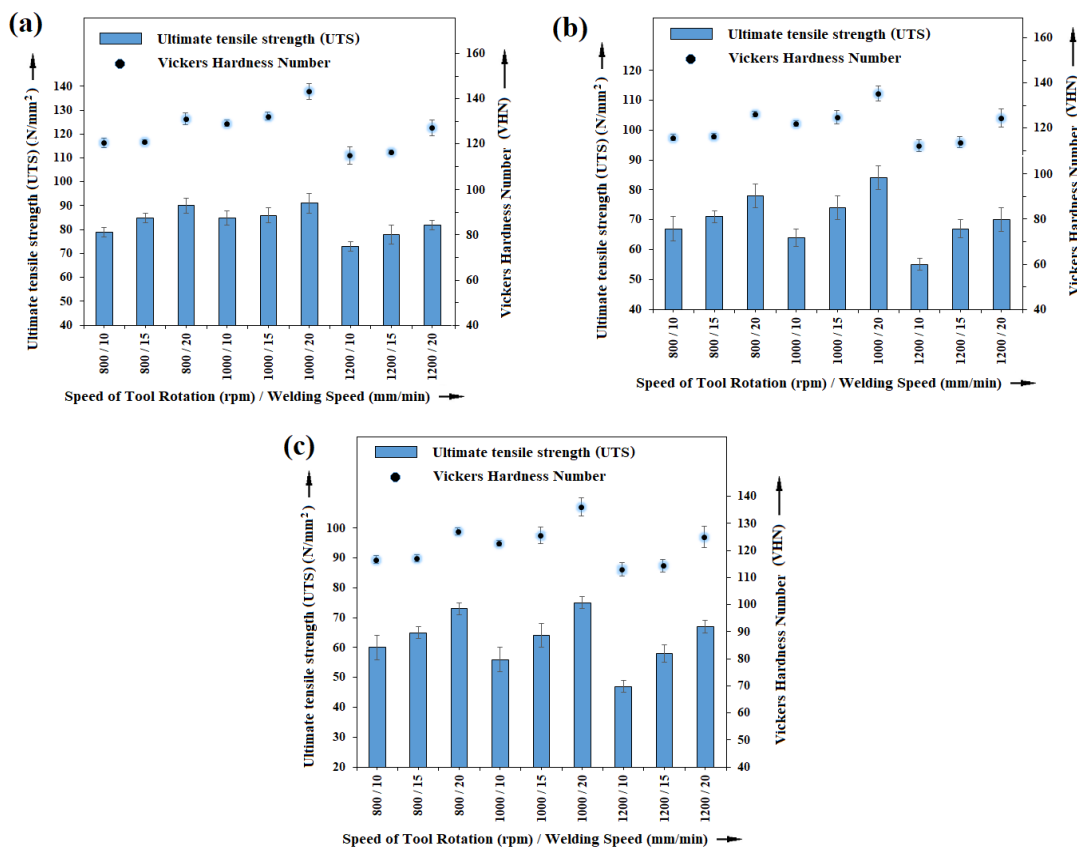 (a)
Ultimate tensile strength (UTS)
Vickers Hardness Number
Ultimate tensile strength (UTS) (N/mm²)
140
130
120
110
100
90
80
70
60
50
40
160
140
120
100
80
60
40
Vickers Hardness Number (VHN)
800 / 10
800 / 15
800 / 20
1000 / 10
1000 / 15
1000 / 20
1200 / 10
1200 / 15
1200 / 20
Speed of Tool Rotation (rpm) / Welding Speed (mm/min)
(b)
Ultimate tensile strength (UTS)
Vickers Hardness Number
Ultimate tensile strength (UTS) (N/mm²)
120
110
100
90
80
70
60
50
40
160
140
120
100
80
60
40
Vickers Hardness Number (VHN)
800 / 10
800 / 15
800 / 20
1000 / 10
1000 / 15
1000 / 20
1200 / 10
1200 / 15
1200 / 20
Speed of Tool Rotation (rpm) / Welding Speed (mm/min)
(c)
Ultimate tensile strength (UTS)
Vickers Hardness Number
Ultimate tensile strength (UTS) (N/mm²)
100
90
80
70
60
50
40
30
20
140
130
120
110
100
90
80
70
60
50
40
Vickers Hardness Number (VHN)
800 / 10
800 / 15
800 / 20
1000 / 10
1000 / 15
1000 / 20
1200 / 10
1200 / 15
1200 / 20
Speed of Tool Rotation (rpm) / Welding Speed (mm/min)